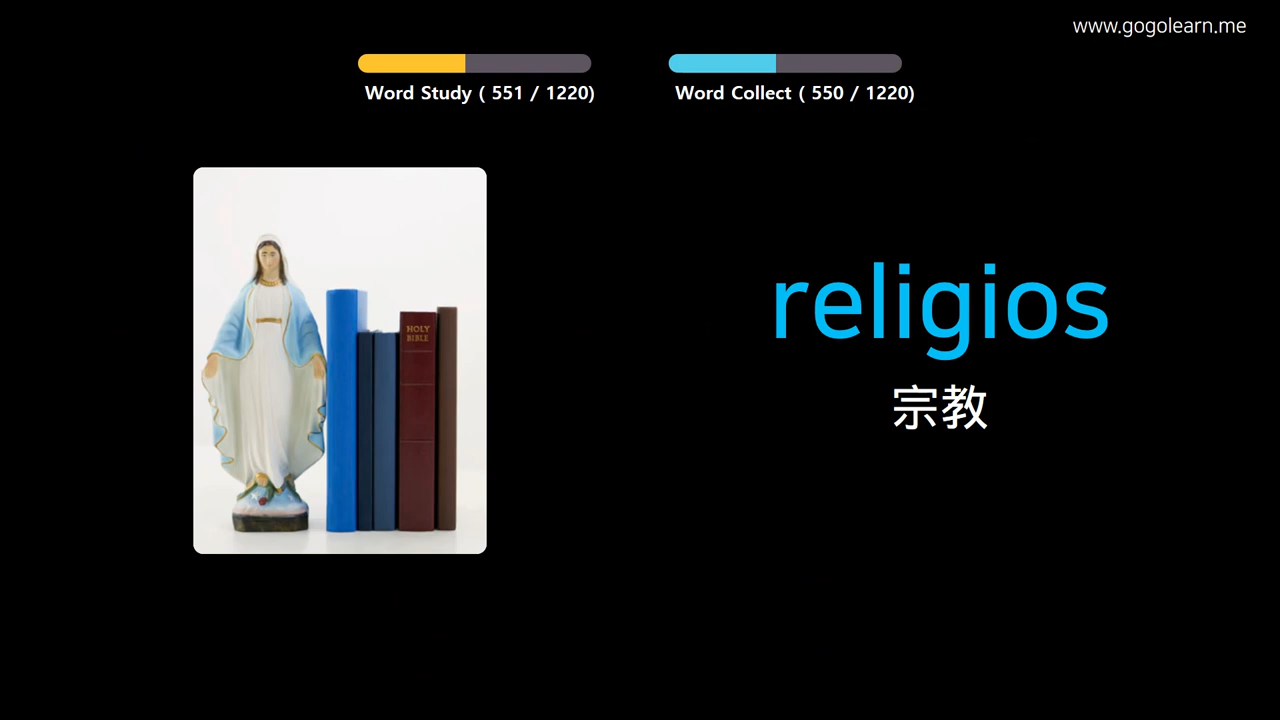 www.gogolearn.me
Word Study ( 551 / 1220)
Word Collect ( 550 / 1220)
HOLY
BIBLE
religios
宗教